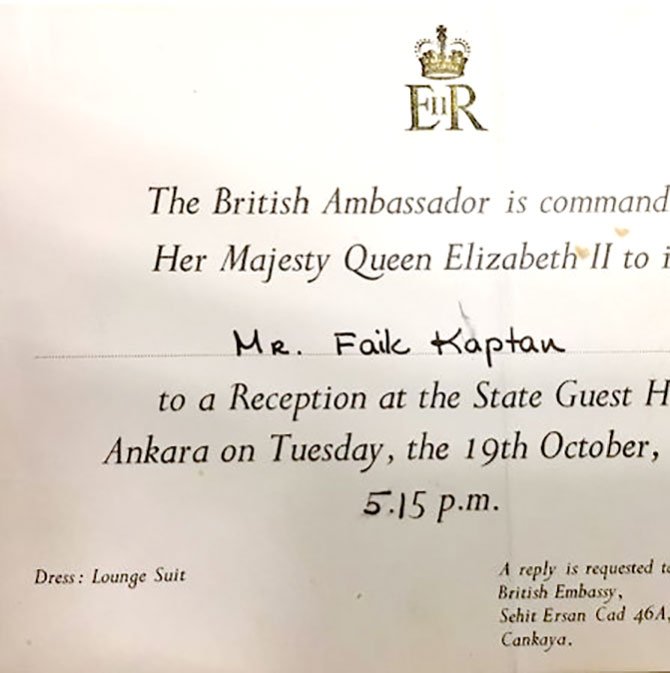 EIIR
The British Ambassador is command
Her Majesty Queen Elizabeth II to i
Mr. Faik Kaptan
to a Reception at the State Guest H
Ankara on Tuesday, the 19th October,
5.15 p.m.
Dress: Lounge Suit
A reply is requested to
British Embassy,
Sehit Ersan Cad 46A,
Cankaya.